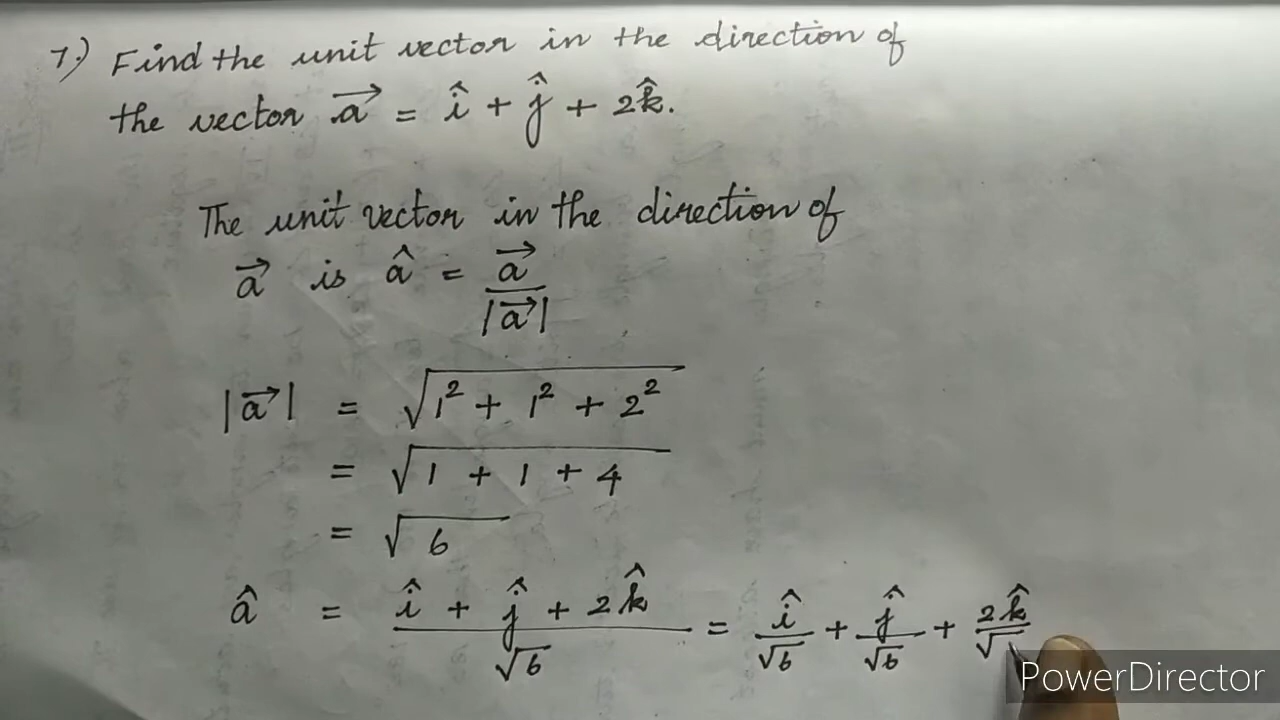 7.) Find the unit vector in the direction of
the vector a⃗ = î + ĵ + 2k̂.
The unit vector in the direction of
a⃗ is â = a⃗ / |a⃗|
|a⃗| = √(1² + 1² + 2²)
= √(1 + 1 + 4)
= √6
â = (î + ĵ + 2k̂)/√6 = î/√6 + ĵ/√6 + 2k̂/√
PowerDirector